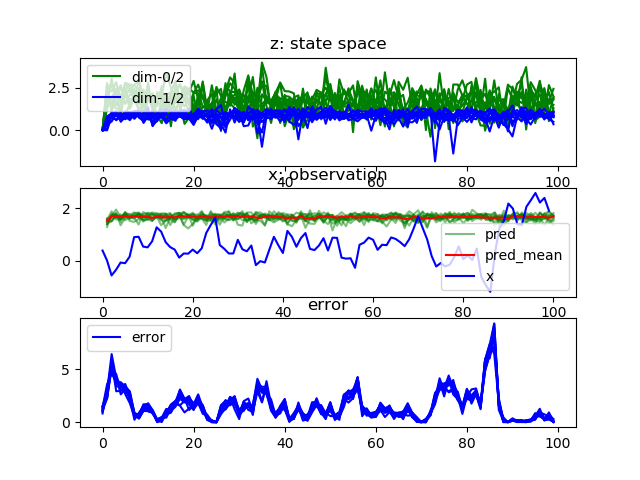 z: state space
2.5
0.0
dim-0/2
dim-1/2
0 20 40 60 80 100
x: observation
2
0
pred
pred_mean
x
0 20 40 60 80 100
error
5
0
error
0 20 40 60 80 100